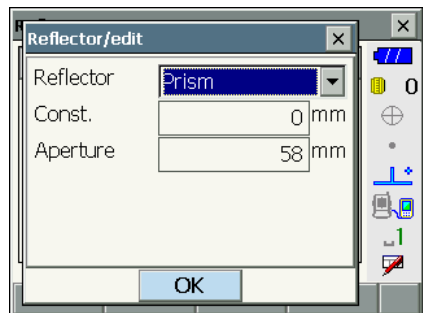 Reflector/edit
Reflector Prism
Const. 0 mm
Aperture 58 mm
OK
0
1